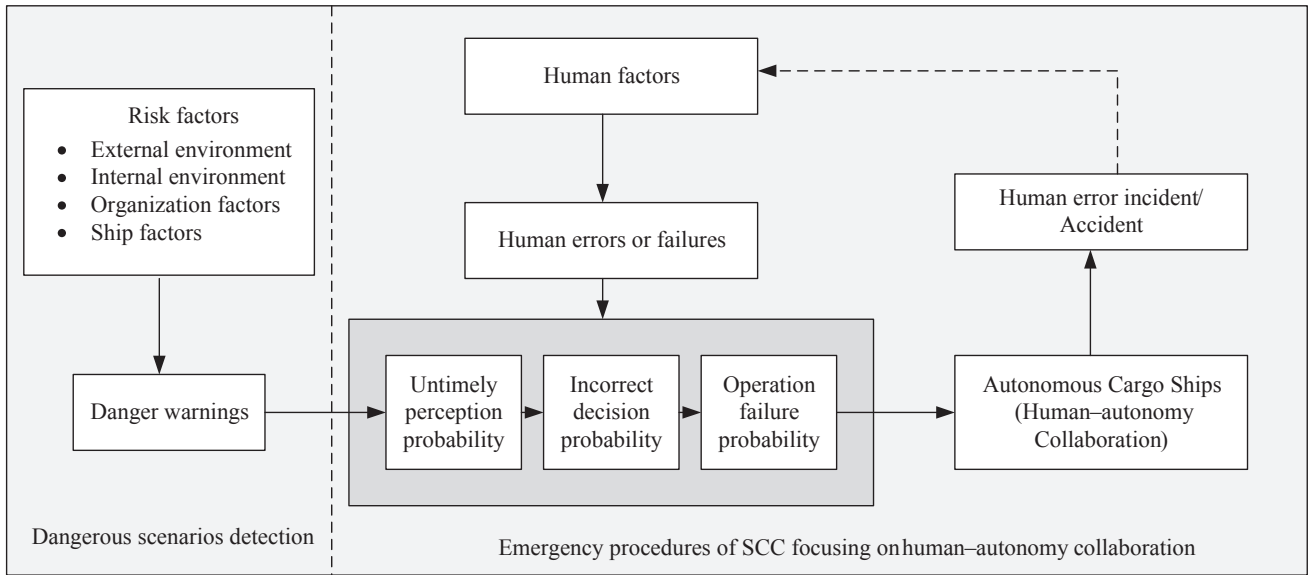 Risk factors
• External environment
• Internal environment
• Organization factors
• Ship factors
Danger warnings
Dangerous scenarios detection
Human factors
Human errors or failures
Untimely
perception
probability
Incorrect
decision
probability
Operation
failure
probability
Autonomous Cargo Ships
(Human–autonomy
Collaboration)
Human error incident/
Accident
Emergency procedures of SCC focusing on human–autonomy collaboration